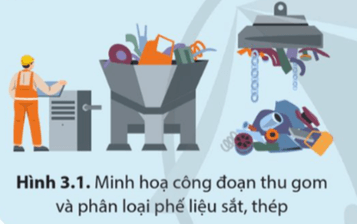 Hình 3.1. Minh hoạ công đoạn thu gom
và phân loại phế liệu sắt, thép